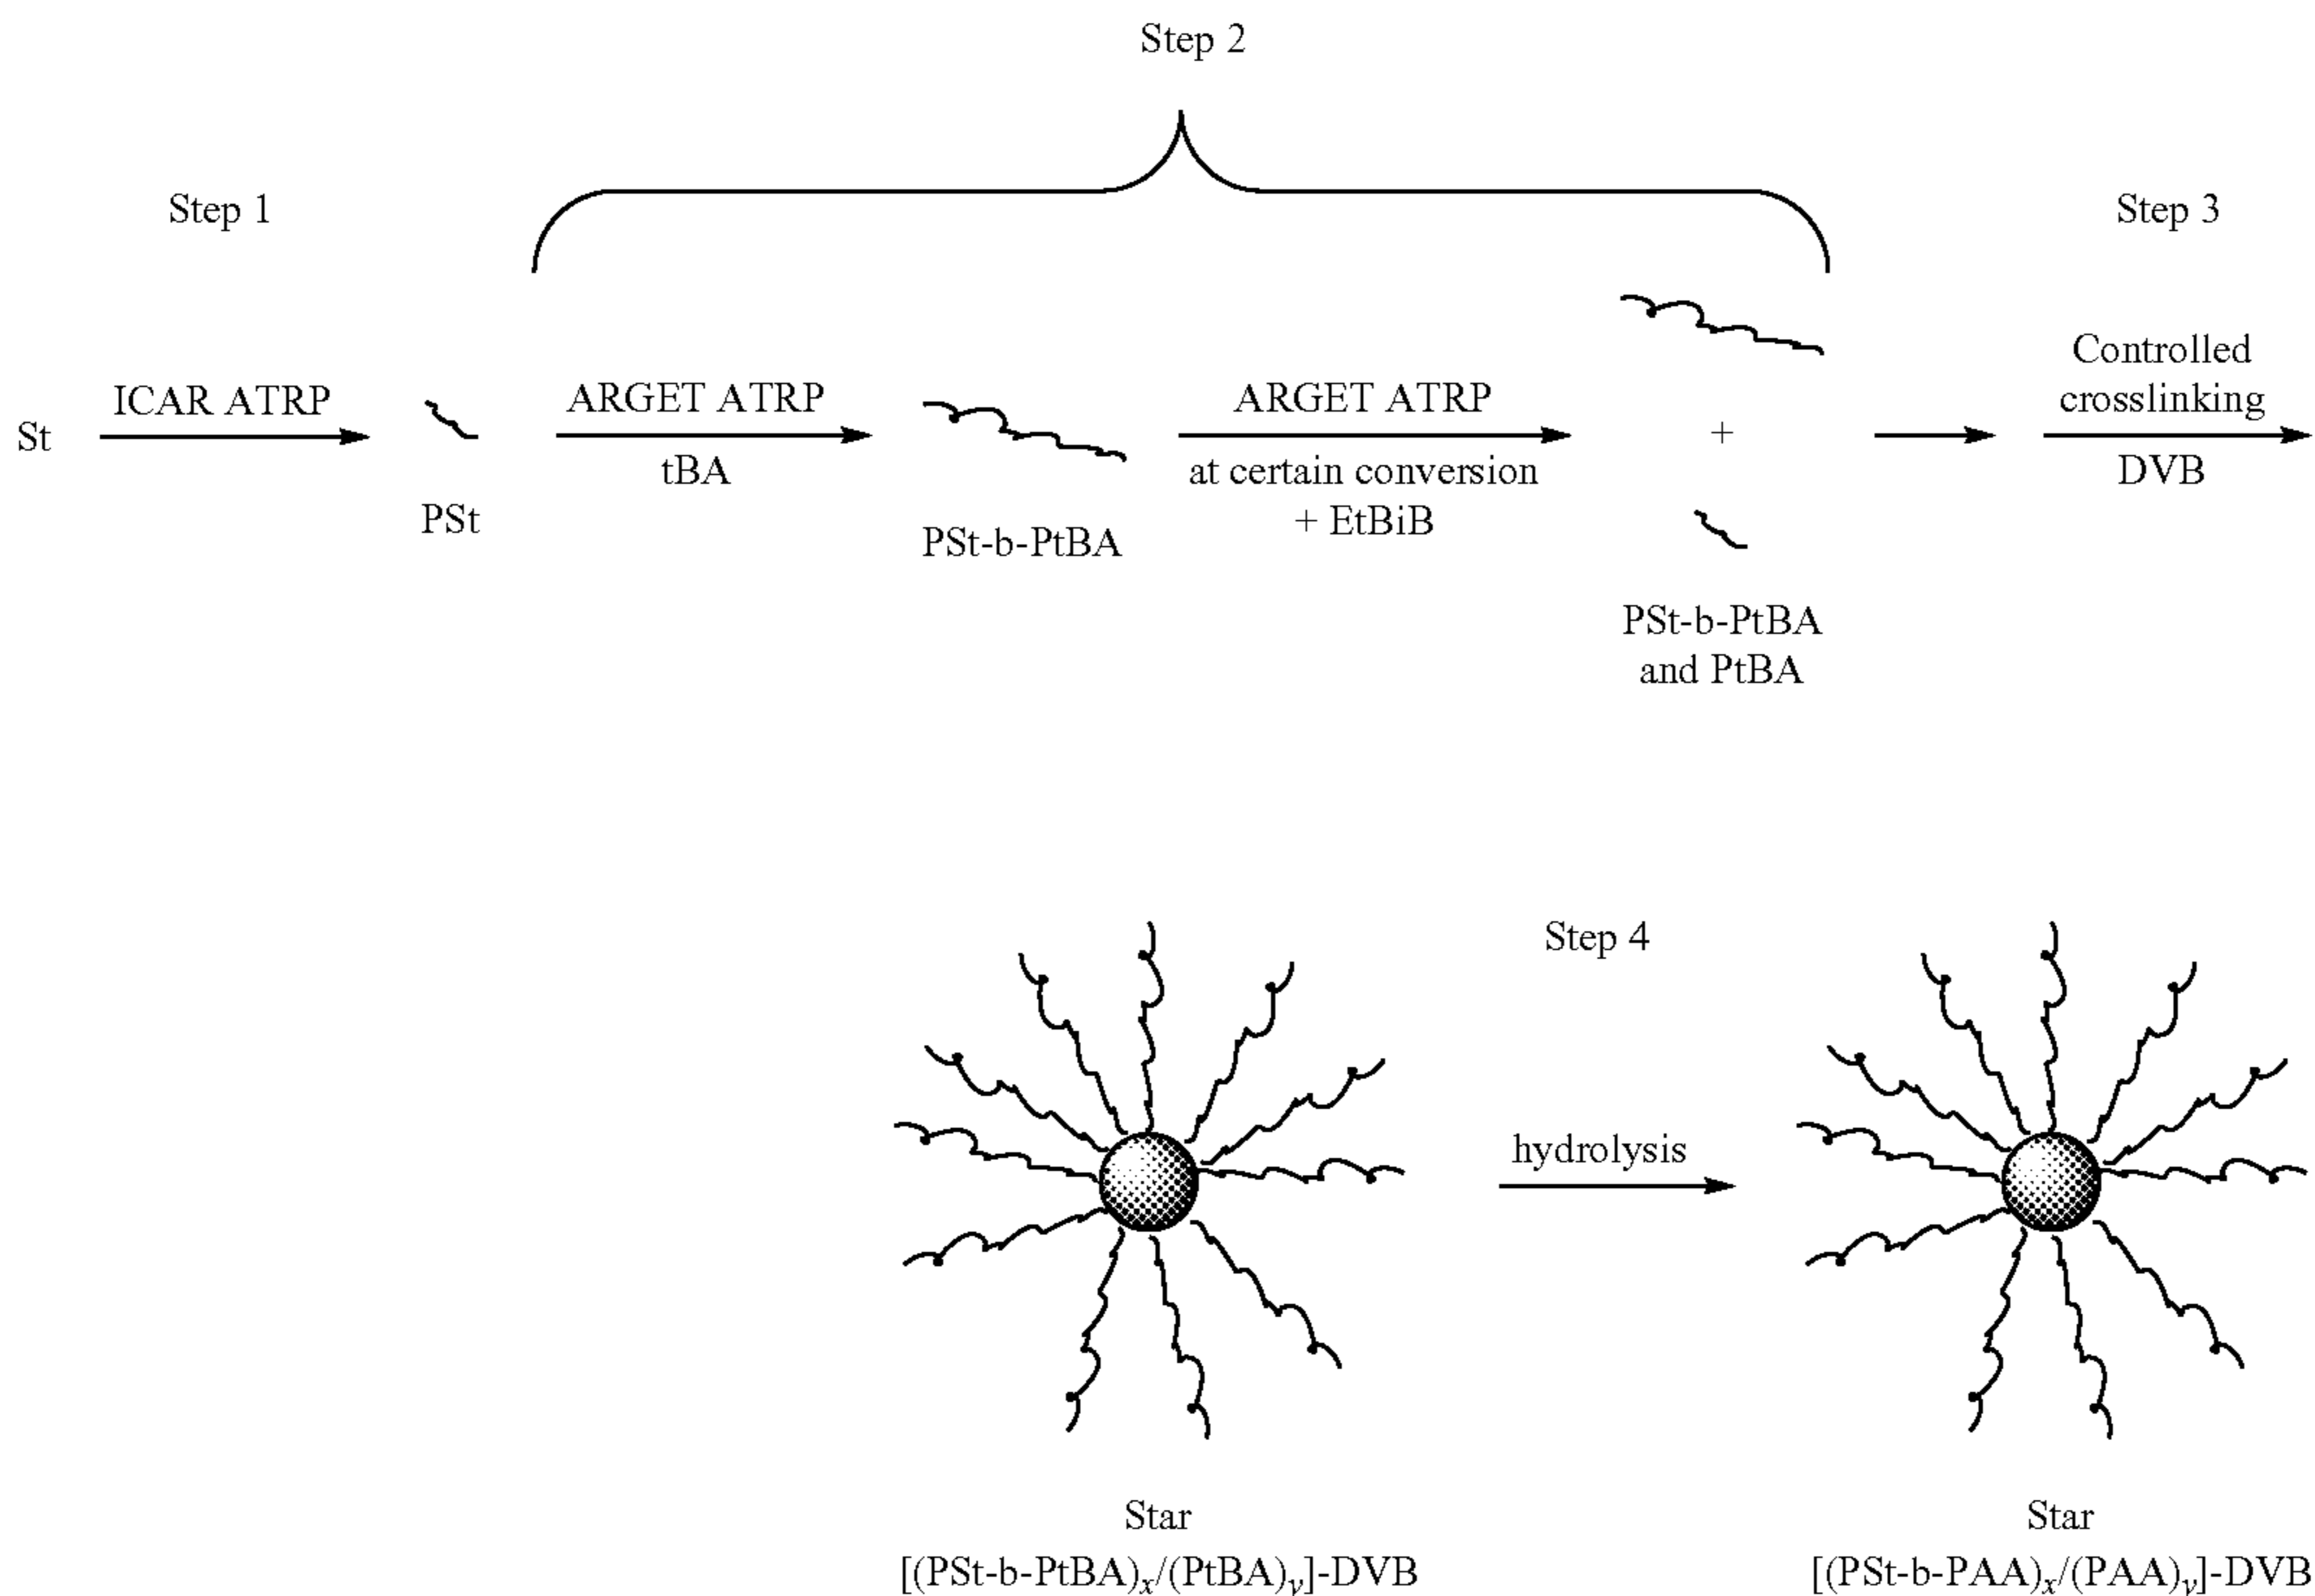 Step 2
Step 1
Step 3
St
ICAR ATRP
PSt
ARGET ATRP
tBA
PSt-b-PtBA
ARGET ATRP
at certain conversion
+ EtBiB
+
PSt-b-PtBA
and PtBA
Controlled
crosslinking
DVB
Step 4
hydrolysis
Star
[(PSt-b-PtBA)x/(PtBA)y]-DVB
Star
[(PSt-b-PAA)x/(PAA)y]-DVB